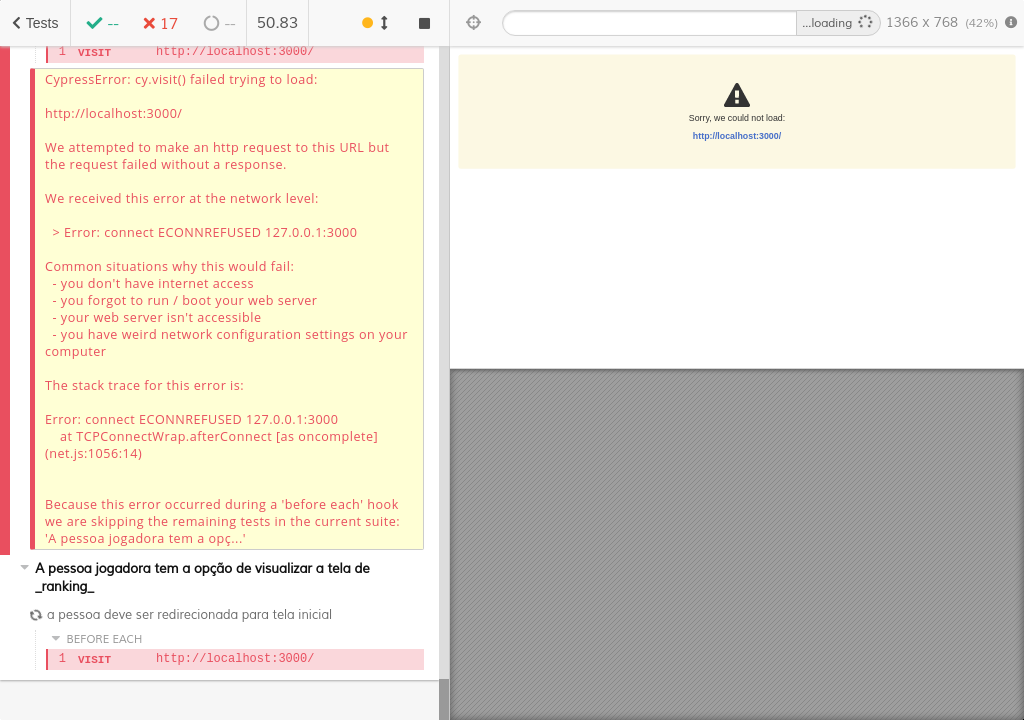 Tests -- 17 -- 50.83
...loading 1366 x 768 (42%)
1 VISIT http://localhost:3000/
CypressError: cy.visit() failed trying to load:
http://localhost:3000/
We attempted to make an http request to this URL but
the request failed without a response.
We received this error at the network level:
> Error: connect ECONNREFUSED 127.0.0.1:3000
Common situations why this would fail:
- you don't have internet access
- you forgot to run / boot your web server
- your web server isn't accessible
- you have weird network configuration settings on your
computer
The stack trace for this error is:
Error: connect ECONNREFUSED 127.0.0.1:3000
at TCPConnectWrap.afterConnect [as oncomplete]
(net.js:1056:14)
Because this error occurred during a 'before each' hook
we are skipping the remaining tests in the current suite:
'A pessoa jogadora tem a opç...'
A pessoa jogadora tem a opção de visualizar a tela de
_ranking_
a pessoa deve ser redirecionada para tela inicial
BEFORE EACH
1 VISIT http://localhost:3000/
Sorry, we could not load:
http://localhost:3000/